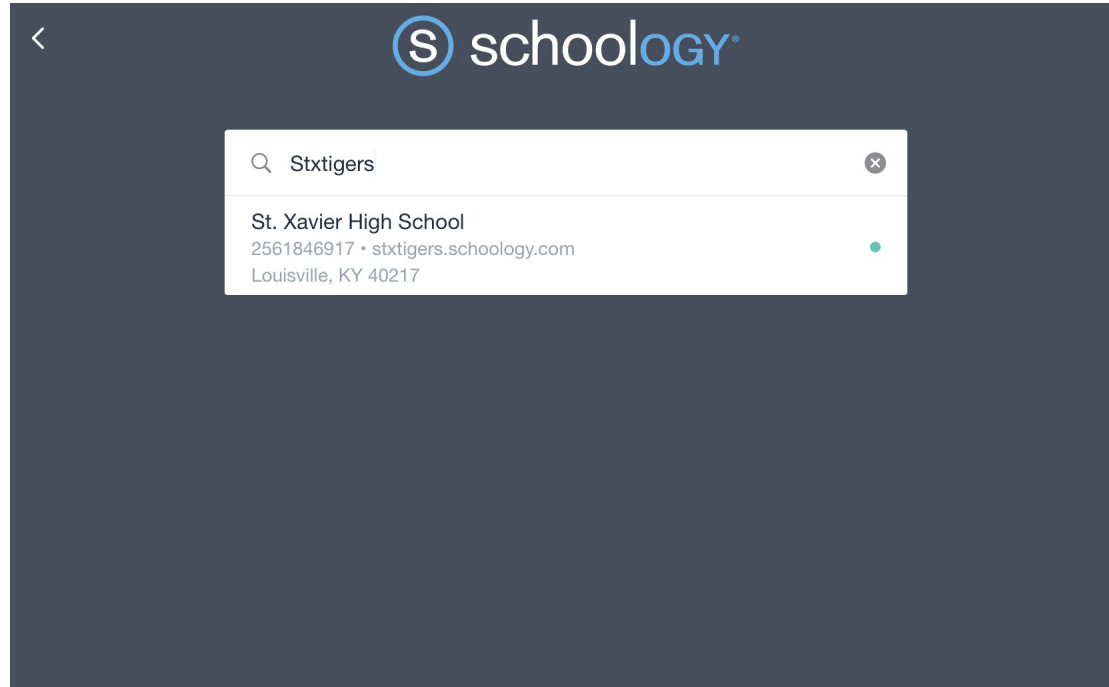 S schoology®
Stxtigers
St. Xavier High School
2561846917 • stxtigers.schoology.com
Louisville, KY 40217